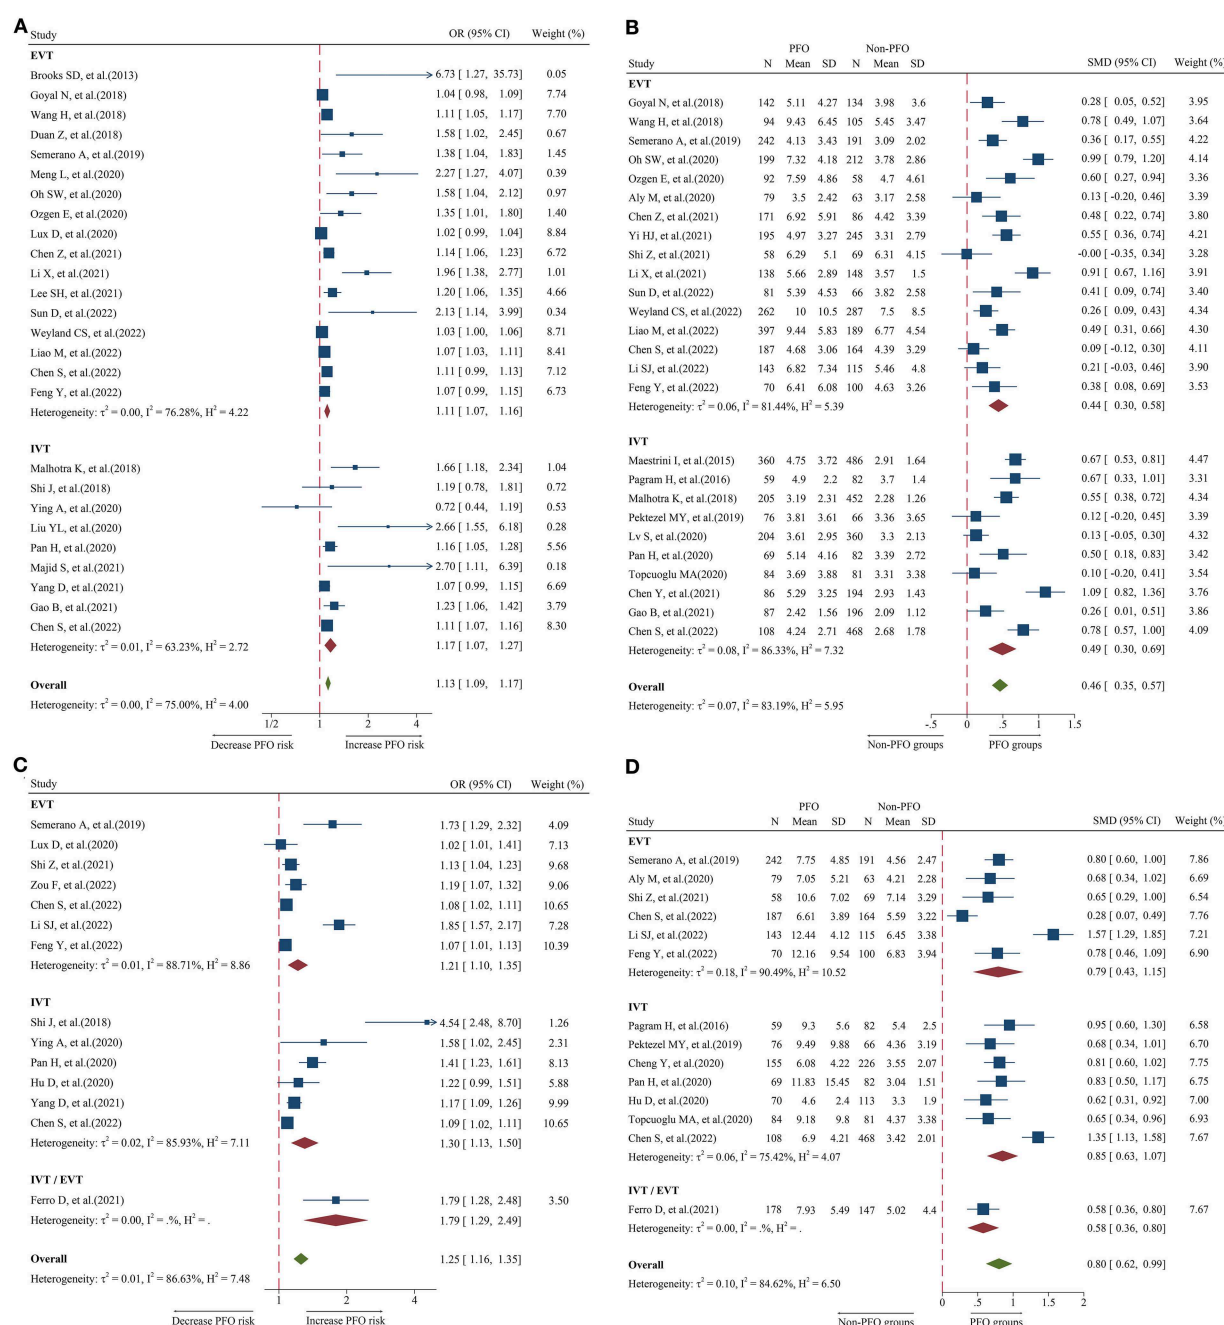 A
Study OR (95% CI) Weight (%)
EVT
Brooks SD, et al.(2013) 6.73 [ 1.27, 35.73] 0.05
Goyal N, et al.(2018) 1.04 [ 0.98, 1.09] 7.74
Wang H, et al.(2018) 1.11 [ 1.05, 1.17] 7.70
Duan Z, et al.(2018) 1.58 [ 1.02, 2.45] 0.67
Semerano A, et al.(2019) 1.38 [ 1.04, 1.83] 1.45
Meng L, et al.(2020) 2.27 [ 1.27, 4.07] 0.39
Oh SW, et al.(2020) 1.58 [ 1.04, 2.12] 0.97
Ozgen E, et al.(2020) 1.35 [ 1.01, 1.80] 1.40
Lux D, et al.(2020) 1.02 [ 0.99, 1.04] 8.84
Chen Z, et al.(2021) 1.14 [ 1.06, 1.23] 6.72
Li X, et al.(2021) 1.96 [ 1.38, 2.77] 1.01
Lee SH, et al.(2021) 1.20 [ 1.06, 1.35] 4.66
Sun D, et al.(2022) 2.13 [ 1.14, 3.99] 0.34
Weyland CS, et al.(2022) 1.03 [ 1.00, 1.06] 8.71
Liao M, et al.(2022) 1.07 [ 1.03, 1.11] 8.41
Chen S, et al.(2022) 1.11 [ 0.99, 1.13] 7.12
Feng Y, et al.(2022) 1.07 [ 0.99, 1.15] 6.73
Heterogeneity: τ² = 0.00, I² = 76.28%, H² = 4.22 1.11 [ 1.07, 1.16]
IVT
Malhotra K, et al.(2018) 1.66 [ 1.18, 2.34] 1.04
Shi J, et al.(2018) 1.19 [ 0.78, 1.81] 0.72
Ying A, et al.(2020) 0.72 [ 0.44, 1.19] 0.53
Liu YL, et al.(2020) 2.66 [ 1.55, 6.18] 0.28
Pan H, et al.(2020) 1.16 [ 1.05, 1.28] 5.56
Majid S, et al.(2021) 2.70 [ 1.11, 6.39] 0.18
Yang D, et al.(2021) 1.07 [ 0.99, 1.15] 6.69
Gao B, et al.(2021) 1.23 [ 1.06, 1.42] 3.79
Chen S, et al.(2022) 1.11 [ 1.07, 1.16] 8.30
Heterogeneity: τ² = 0.01, I² = 63.23%, H² = 2.72 1.17 [ 1.07, 1.27]
Overall 1.13 [ 1.09, 1.17]
Heterogeneity: τ² = 0.00, I² = 75.00%, H² = 4.00
1/2 1 2 4
Decrease PFO risk Increase PFO risk
B
PFO Non-PFO
Study N Mean SD N Mean SD SMD (95% CI) Weight (%)
EVT
Goyal N, et al.(2018) 142 5.11 4.27 134 3.98 3.6 0.28 [ 0.05, 0.52] 3.95
Wang H, et al.(2018) 94 9.43 6.45 105 5.45 3.47 0.78 [ 0.49, 1.07] 3.64
Semerano A, et al.(2019) 242 4.13 3.43 191 3.09 2.02 0.36 [ 0.17, 0.55] 4.22
Oh SW, et al.(2020) 199 7.32 4.18 212 3.78 2.86 0.99 [ 0.79, 1.20] 4.14
Ozgen E, et al.(2020) 92 7.59 4.86 58 4.7 4.61 0.60 [ 0.27, 0.94] 3.36
Aly M, et al.(2020) 79 3.5 2.42 63 3.17 2.58 0.13 [ -0.20, 0.46] 3.39
Chen Z, et al.(2021) 171 6.92 5.91 86 4.42 3.39 0.48 [ 0.22, 0.74] 3.80
Yi HJ, et al.(2021) 195 4.97 3.27 245 3.31 2.79 0.55 [ 0.36, 0.74] 4.21
Shi Z, et al.(2021) 58 6.29 5.1 69 6.31 4.15 -0.00 [ -0.35, 0.34] 3.28
Li X, et al.(2021) 138 5.66 2.89 148 3.57 1.5 0.91 [ 0.67, 1.16] 3.91
Sun D, et al.(2022) 81 5.39 4.53 66 3.82 2.58 0.41 [ 0.09, 0.74] 3.40
Weyland CS, et al.(2022) 262 10 10.5 287 7.5 8.5 0.26 [ 0.09, 0.43] 4.34
Liao M, et al.(2022) 397 9.44 5.83 189 6.77 4.54 0.49 [ 0.31, 0.66] 4.30
Chen S, et al.(2022) 187 4.68 3.06 164 4.39 3.29 0.09 [ -0.12, 0.30] 4.11
Li SJ, et al.(2022) 143 6.82 7.34 115 5.46 4.8 0.21 [ -0.03, 0.46] 3.90
Feng Y, et al.(2022) 70 6.41 6.08 100 4.63 3.26 0.38 [ 0.08, 0.69] 3.53
Heterogeneity: τ² = 0.06, I² = 81.44%, H² = 5.39 0.44 [ 0.30, 0.58]
IVT
Maestrini I, et al.(2015) 360 4.75 3.72 486 2.91 1.64 0.67 [ 0.53, 0.81] 4.47
Pagram H, et al.(2016) 59 4.9 2.2 82 3.7 1.4 0.67 [ 0.33, 1.01] 3.31
Malhotra K, et al.(2018) 205 3.19 2.31 452 2.28 1.26 0.55 [ 0.38, 0.72] 4.34
Pektezel MY, et al.(2019) 76 3.81 3.61 66 3.36 3.65 0.12 [ -0.20, 0.45] 3.39
Lv S, et al.(2020) 204 3.61 2.95 360 3.3 2.13 0.13 [ -0.05, 0.30] 4.32
Pan H, et al.(2020) 69 5.14 4.16 82 3.39 2.72 0.50 [ 0.18, 0.83] 3.42
Topcuoglu MA(2020) 84 3.69 3.88 81 3.31 3.38 0.10 [ -0.20, 0.41] 3.54
Chen Y, et al.(2021) 86 5.29 3.25 194 2.93 1.43 1.09 [ 0.82, 1.36] 3.76
Gao B, et al.(2021) 87 2.42 1.56 196 2.09 1.12 0.26 [ 0.01, 0.51] 3.86
Chen S, et al.(2022) 108 4.24 2.71 468 2.68 1.78 0.78 [ 0.57, 1.00] 4.09
Heterogeneity: τ² = 0.08, I² = 86.33%, H² = 7.32 0.49 [ 0.30, 0.69]
Overall 0.46 [ 0.35, 0.57]
Heterogeneity: τ² = 0.07, I² = 83.19%, H² = 5.95
-.5 0 .5 1 1.5
Non-PFO groups PFO groups
C
Study OR (95% CI) Weight (%)
EVT
Semerano A, et al.(2019) 1.73 [ 1.29, 2.32] 4.09
Lux D, et al.(2020) 1.02 [ 1.01, 1.41] 7.13
Shi Z, et al.(2021) 1.13 [ 1.04, 1.23] 9.68
Zou F, et al.(2022) 1.19 [ 1.07, 1.32] 9.06
Chen S, et al.(2022) 1.08 [ 1.02, 1.11] 10.65
Li SJ, et al.(2022) 1.85 [ 1.57, 2.17] 7.28
Feng Y, et al.(2022) 1.07 [ 1.01, 1.13] 10.39
Heterogeneity: τ² = 0.01, I² = 88.71%, H² = 8.86 1.21 [ 1.10, 1.35]
IVT
Shi J, et al.(2018) 4.54 [ 2.48, 8.70] 1.26
Ying A, et al.(2020) 1.58 [ 1.02, 2.45] 2.31
Pan H, et al.(2020) 1.41 [ 1.23, 1.61] 8.13
Hu D, et al.(2020) 1.22 [ 0.99, 1.51] 5.88
Yang D, et al.(2021) 1.17 [ 1.09, 1.26] 9.99
Chen S, et al.(2022) 1.09 [ 1.02, 1.11] 10.65
Heterogeneity: τ² = 0.02, I² = 85.93%, H² = 7.11 1.30 [ 1.13, 1.50]
IVT / EVT
Ferro D, et al.(2021) 1.79 [ 1.28, 2.48] 3.50
Heterogeneity: τ² = 0.00, I² = .%, H² = . 1.79 [ 1.29, 2.49]
Overall 1.25 [ 1.16, 1.35]
Heterogeneity: τ² = 0.01, I² = 86.63%, H² = 7.48
1 2 4
Decrease PFO risk Increase PFO risk
D
PFO Non-PFO
Study N Mean SD N Mean SD SMD (95% CI) Weight (%)
EVT
Semerano A, et al.(2019) 242 7.75 4.85 191 4.56 2.47 0.80 [ 0.60, 1.00] 7.86
Aly M, et al.(2020) 79 7.05 5.21 63 4.21 2.28 0.68 [ 0.34, 1.02] 6.69
Shi Z, et al.(2021) 58 10.6 7.02 69 7.14 3.29 0.65 [ 0.29, 1.00] 6.54
Chen S, et al.(2022) 187 6.61 3.89 164 5.59 3.22 0.28 [ 0.07, 0.49] 7.76
Li SJ, et al.(2022) 143 12.44 4.12 115 6.45 3.38 1.57 [ 1.29, 1.85] 7.21
Feng Y, et al.(2022) 70 12.16 9.54 100 6.83 3.94 0.78 [ 0.46, 1.09] 6.90
Heterogeneity: τ² = 0.18, I² = 90.49%, H² = 10.52 0.79 [ 0.43, 1.15]
IVT
Pagram H, et al.(2016) 59 9.3 5.6 82 5.4 2.5 0.95 [ 0.60, 1.30] 6.58
Pektezel MY, et al.(2019) 76 9.49 9.88 66 4.36 3.19 0.68 [ 0.34, 1.01] 6.70
Cheng Y, et al.(2020) 155 6.08 4.22 226 3.55 2.07 0.81 [ 0.60, 1.02] 7.75
Pan H, et al.(2020) 69 11.83 15.45 82 3.04 1.51 0.83 [ 0.50, 1.17] 6.75
Hu D, et al.(2020) 70 4.6 2.4 113 3.3 1.9 0.62 [ 0.31, 0.92] 7.00
Topcuoglu MA, et al.(2020) 84 9.18 9.8 81 4.37 3.38 0.65 [ 0.34, 0.96] 6.93
Chen S, et al.(2022) 108 6.9 4.21 468 3.42 2.01 1.35 [ 1.13, 1.58] 7.67
Heterogeneity: τ² = 0.06, I² = 75.42%, H² = 4.07 0.85 [ 0.63, 1.07]
IVT / EVT
Ferro D, et al.(2021) 178 7.93 5.49 147 5.02 4.4 0.58 [ 0.36, 0.80] 7.67
Heterogeneity: τ² = 0.00, I² = .%, H² = . 0.58 [ 0.36, 0.80]
Overall 0.80 [ 0.62, 0.99]
Heterogeneity: τ² = 0.10, I² = 84.62%, H² = 6.50
0 .5 1 1.5 2
Non-PFO groups PFO groups